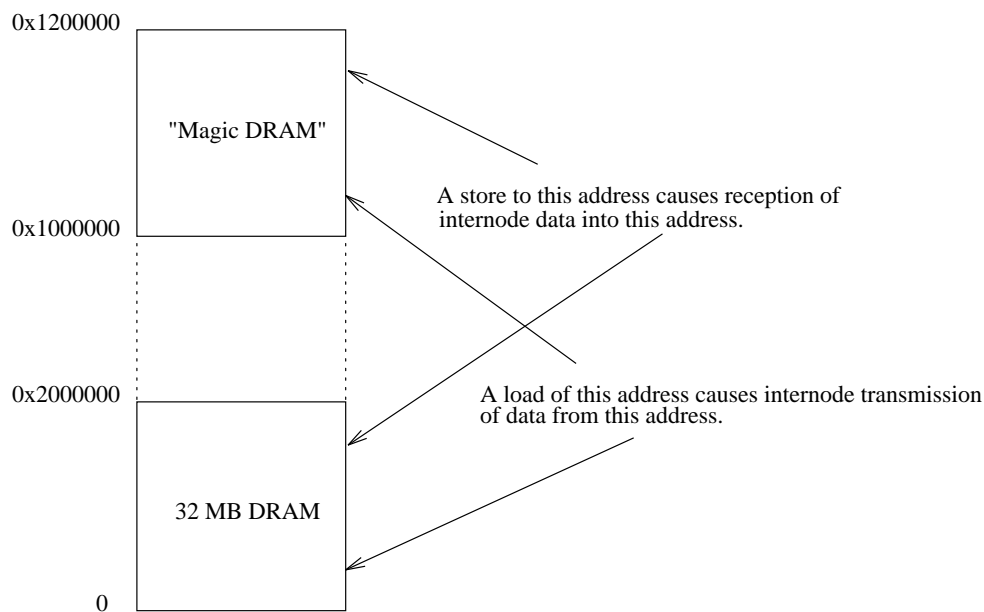 0x1200000
"Magic DRAM"
A store to this address causes reception of
internode data into this address.
0x1000000
0x2000000
A load of this address causes internode transmission
of data from this address.
32 MB DRAM
0